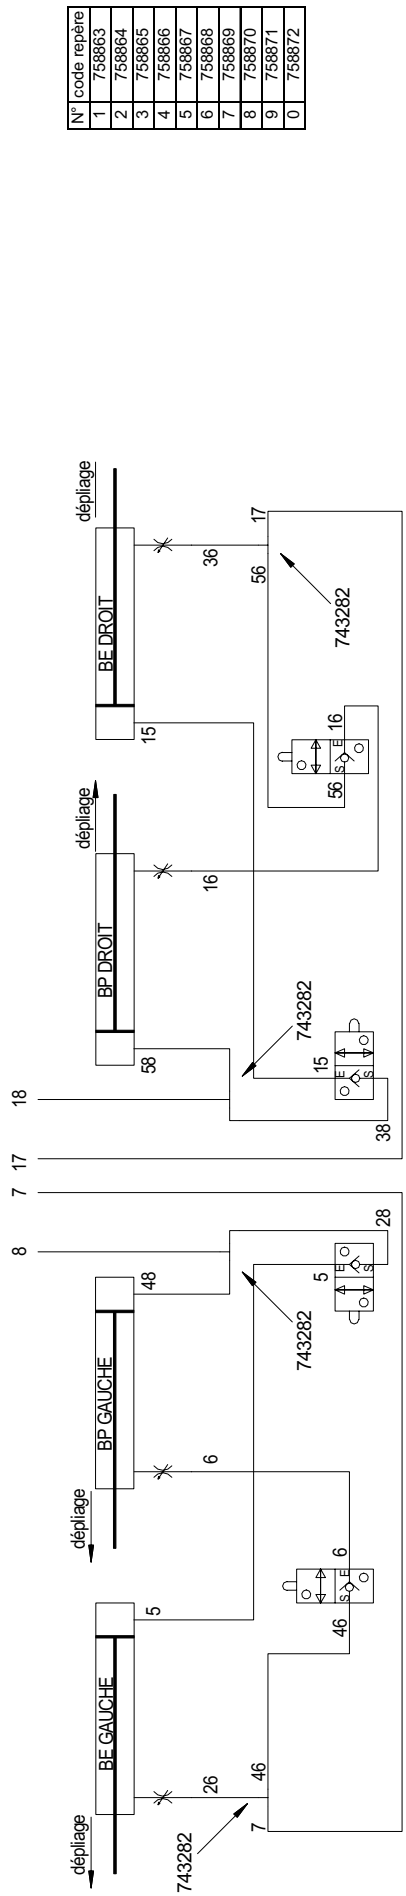 N° code repère
1 758863
2 758864
3 758865
4 758866
5 758867
6 758868
7 758869
8 758870
9 758871
0 758872
dépliage
BE GAUCHE
26
5
743282
7
46
46
S E
6
dépliage
BP GAUCHE
6
48
743282
5
E S
28
8
7
17
18
58
BP DROIT
dépliage
16
743282
15
E S
38
15
BE DROIT
dépliage
36
56
17
743282
56
S E
16